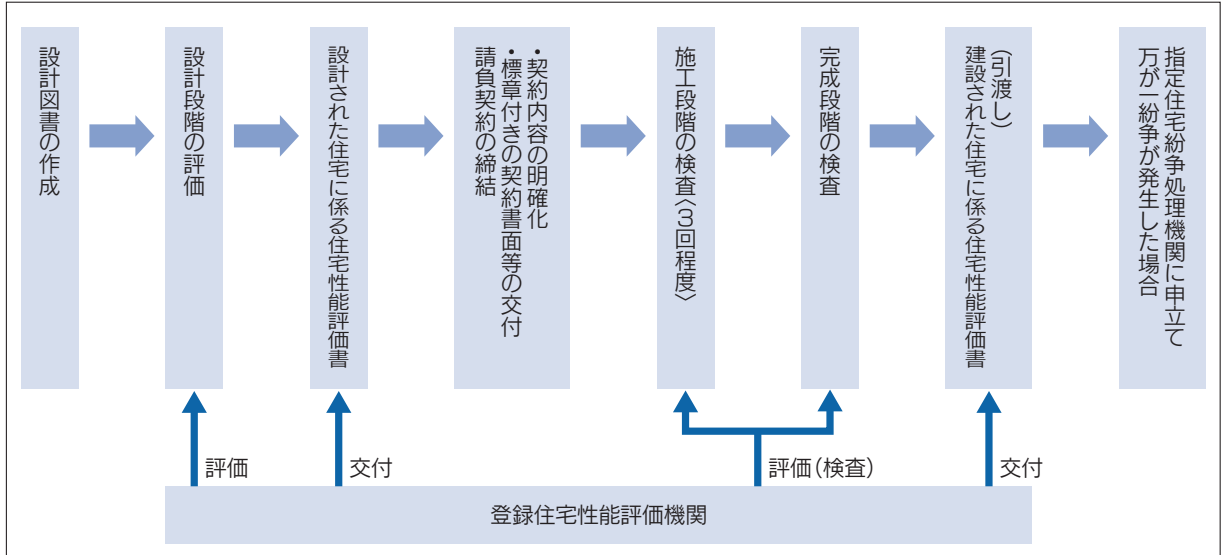 設計図書の作成
設計段階の評価
設計された住宅に係る住宅性能評価書
・契約内容の明確化
・標章付きの契約書面等の交付
請負契約の締結
施工段階の検査〈3回程度〉
完成段階の検査
(引渡し)
建設された住宅に係る住宅性能評価書
指定住宅紛争処理機関に申立て
万が一紛争が発生した場合
評価
交付
評価(検査)
交付
登録住宅性能評価機関